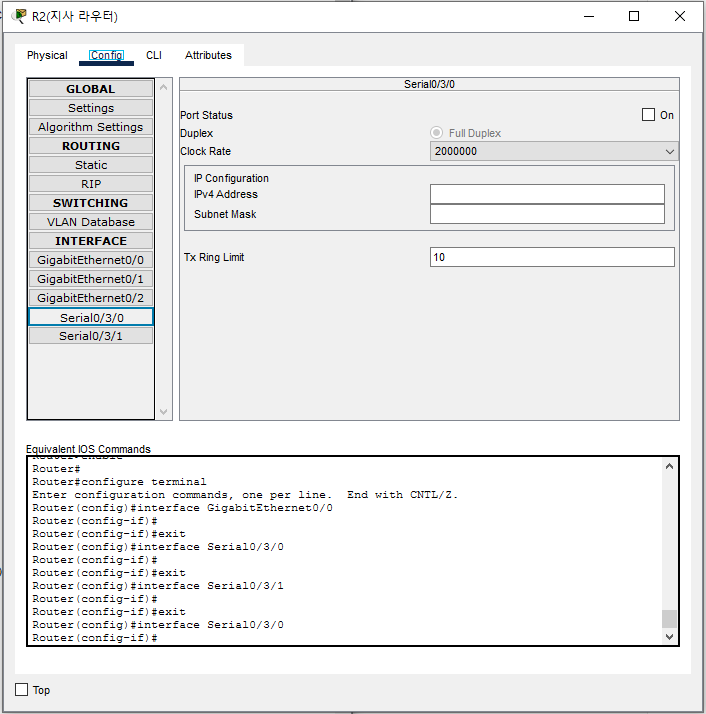 R2(지사 라우터)
Physical Config CLI Attributes
GLOBAL
Settings
Algorithm Settings
ROUTING
Static
RIP
SWITCHING
VLAN Database
INTERFACE
GigabitEthernet0/0
GigabitEthernet0/1
GigabitEthernet0/2
Serial0/3/0
Serial0/3/1
Serial0/3/0
Port Status On
Duplex Full Duplex
Clock Rate 2000000
IP Configuration
IPv4 Address
Subnet Mask
Tx Ring Limit 10
Equivalent IOS Commands
Router>enable
Router#
Router#configure terminal
Enter configuration commands, one per line.  End with CNTL/Z.
Router(config)#interface GigabitEthernet0/0
Router(config-if)#
Router(config-if)#exit
Router(config)#interface Serial0/3/0
Router(config-if)#
Router(config-if)#exit
Router(config)#interface Serial0/3/1
Router(config-if)#
Router(config-if)#exit
Router(config)#interface Serial0/3/0
Router(config-if)#
Top